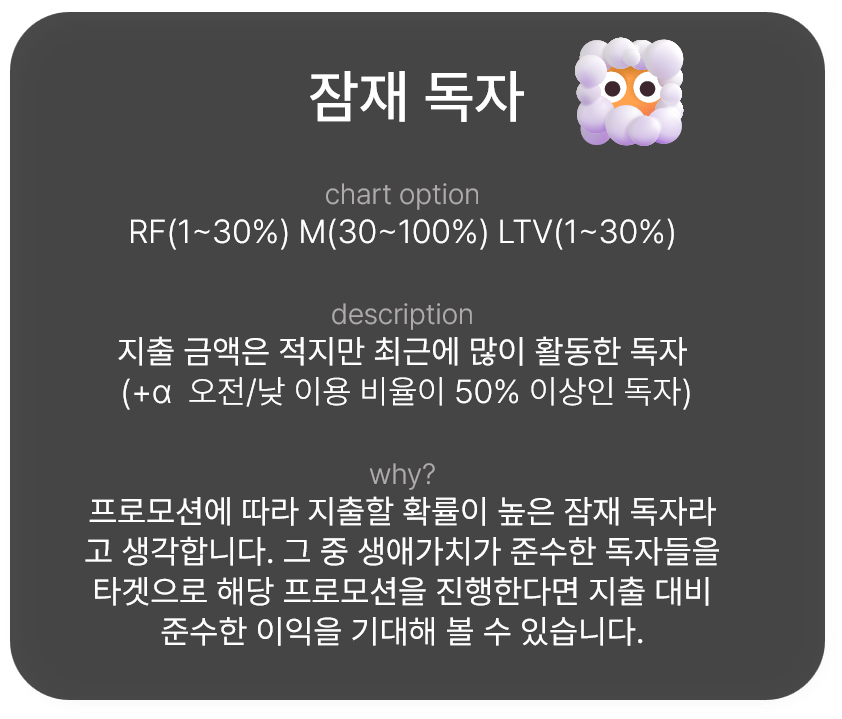 잠재 독자
chart option
RF(1~30%) M(30~100%) LTV(1~30%)
description
지출 금액은 적지만 최근에 많이 활동한 독자
(+α 오전/낮 이용 비율이 50% 이상인 독자)
why?
프로모션에 따라 지출할 확률이 높은 잠재 독자라
고 생각합니다. 그 중 생애가치가 준수한 독자들을
타겟으로 해당 프로모션을 진행한다면 지출 대비
준수한 이익을 기대해 볼 수 있습니다.